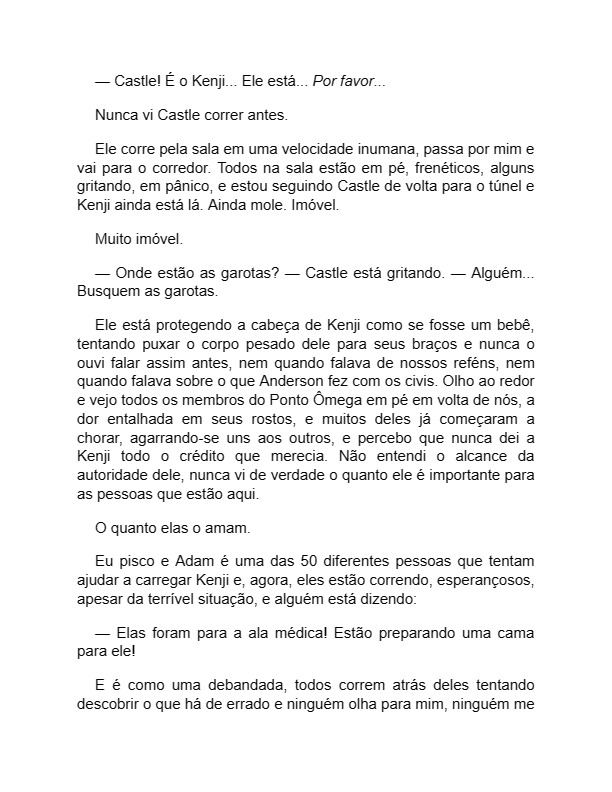 — Castle! É o Kenji... Ele está... Por favor...
Nunca vi Castle correr antes.
Ele corre pela sala em uma velocidade inumana, passa por mim e
vai para o corredor. Todos na sala estão em pé, frenéticos, alguns
gritando, em pânico, e estou seguindo Castle de volta para o túnel e
Kenji ainda está lá. Ainda mole. Imóvel.
Muito imóvel.
— Onde estão as garotas? — Castle está gritando. — Alguém...
Busquem as garotas.
Ele está protegendo a cabeça de Kenji como se fosse um bebê,
tentando puxar o corpo pesado dele para seus braços e nunca o
ouvi falar assim antes, nem quando falava de nossos reféns, nem
quando falava sobre o que Anderson fez com os civis. Olho ao redor
e vejo todos os membros do Ponto Ômega em pé em volta de nós, a
dor entalhada em seus rostos, e muitos deles já começaram a
chorar, agarrando-se uns aos outros, e percebo que nunca dei a
Kenji todo o crédito que merecia. Não entendi o alcance da
autoridade dele, nunca vi de verdade o quanto ele é importante para
as pessoas que estão aqui.
O quanto elas o amam.
Eu pisco e Adam é uma das 50 diferentes pessoas que tentam
ajudar a carregar Kenji e, agora, eles estão correndo, esperançosos,
apesar da terrível situação, e alguém está dizendo:
— Elas foram para a ala médica! Estão preparando uma cama
para ele!
E é como uma debandada, todos correm atrás deles tentando
descobrir o que há de errado e ninguém olha para mim, ninguém me